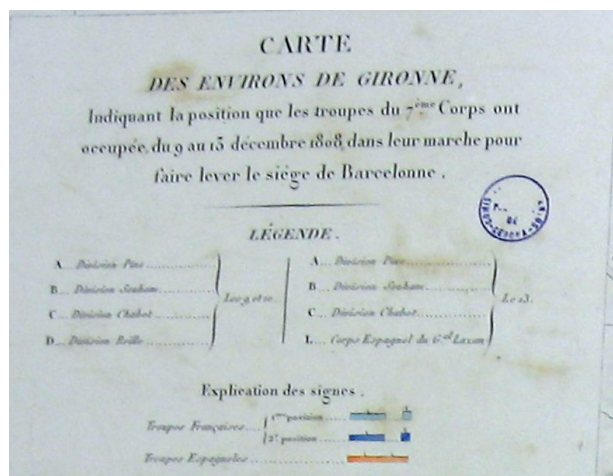 CARTE
DES ENVIRONS DE GIRONNE,
Indiquant la position que les troupes du 7ème Corps ont
occupée, du 9 au 13 décembre 1808, dans leur marche pour
faire lever le siége de Barcelonne.
LÉGENDE.
A... Division Pino
B... Division Souham
C... Division Chabot
D... Division Reille
Les 9 et 10.
A... Division Pino
B... Division Souham
C... Division Chabot
L... Corps Espagnol du Gal Lazan
Le 13.
Explication des signes.
Troupes Françaises
1ère position
2e position
Troupes Espagnoles